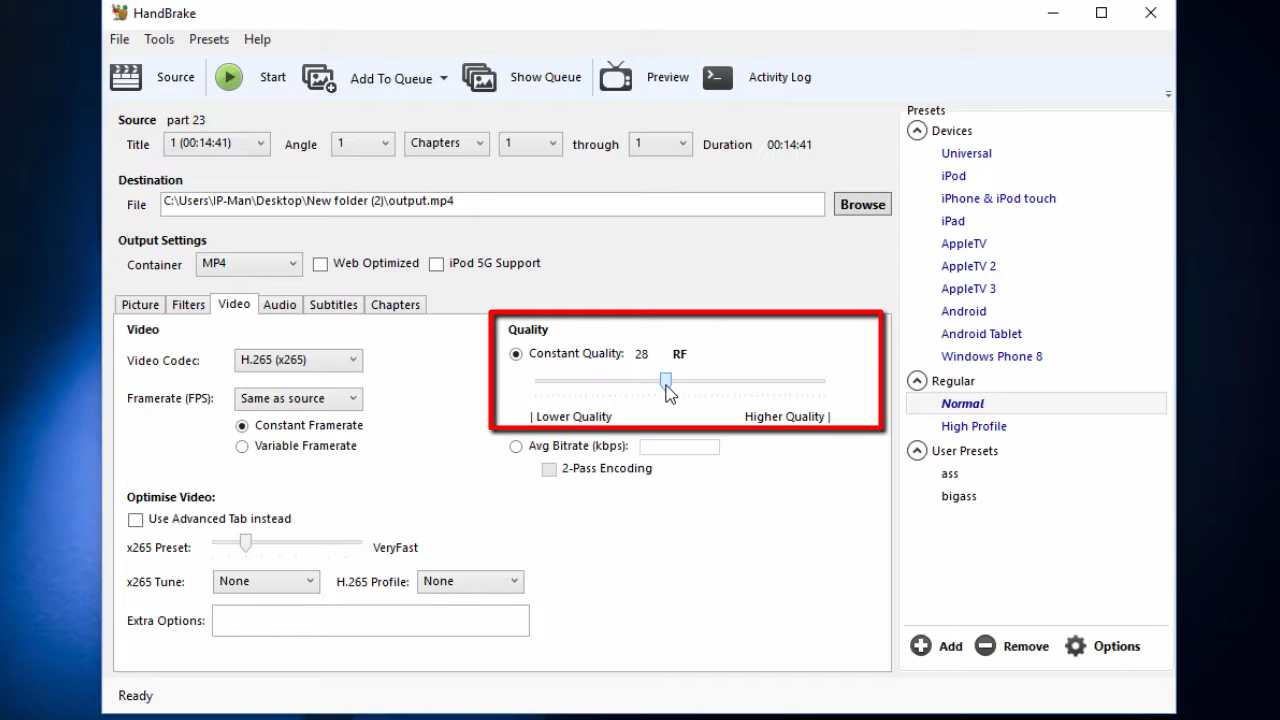 HandBrake
File Tools Presets Help
Source Start Add To Queue Show Queue Preview Activity Log
Source part 23
Title 1 (00:14:41) Angle 1 Chapters 1 through 1 Duration 00:14:41
Destination
File C:\Users\IP-Man\Desktop\New folder (2)\output.mp4 Browse
Output Settings
Container MP4 Web Optimized iPod 5G Support
Picture Filters Video Audio Subtitles Chapters
Video
Video Codec: H.265 (x265)
Framerate (FPS): Same as source
Constant Framerate
Variable Framerate
Quality
Constant Quality: 28 RF
| Lower Quality Higher Quality |
Avg Bitrate (kbps):
2-Pass Encoding
Optimise Video:
Use Advanced Tab instead
x265 Preset: VeryFast
x265 Tune: None H.265 Profile: None
Extra Options:
Presets
Devices
Universal
iPod
iPhone & iPod touch
iPad
AppleTV
AppleTV 2
AppleTV 3
Android
Android Tablet
Windows Phone 8
Regular
Normal
High Profile
User Presets
ass
bigass
Add Remove Options
Ready